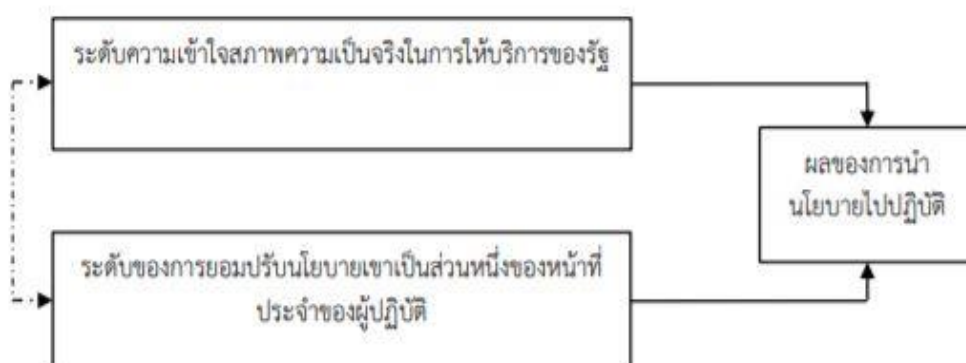 ระดับความเข้าใจสภาพความเป็นจริงในการให้บริการของรัฐ
ผลของการนำ
นโยบายไปปฏิบัติ
ระดับของการยอมปรับนโยบายเขาเป็นส่วนหนึ่งของหน้าที่
ประจำของผู้ปฏิบัติ